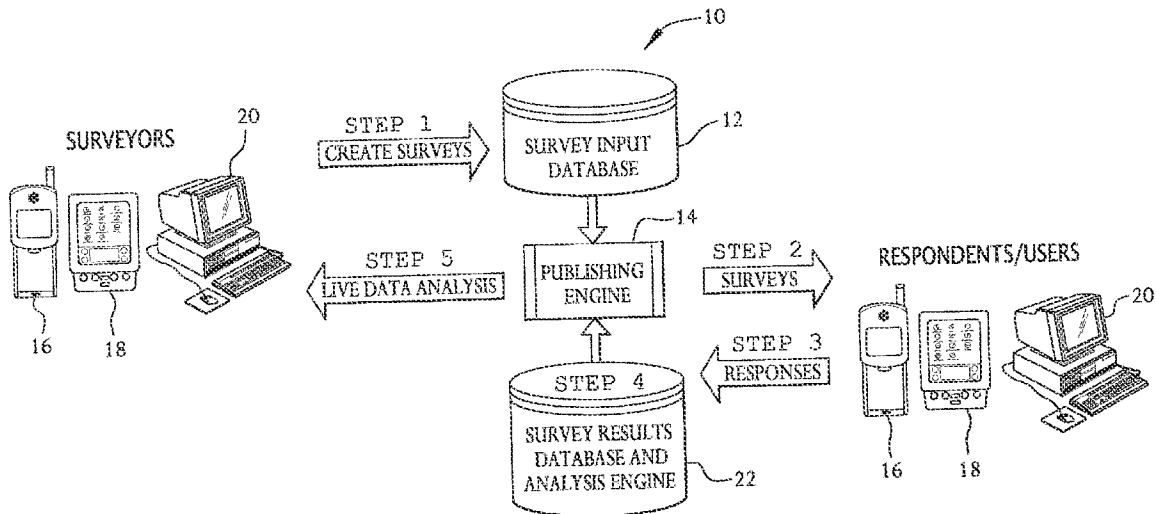 10
SURVEYORS
20
STEP 1
CREATE SURVEYS
SURVEY INPUT
DATABASE
12
16
18
STEP 5
LIVE DATA ANALYSIS
14
PUBLISHING
ENGINE
STEP 2
SURVEYS
RESPONDENTS/USERS
20
STEP 3
RESPONSES
STEP 4
SURVEY RESULTS
DATABASE AND
ANALYSIS ENGINE
22
16
18